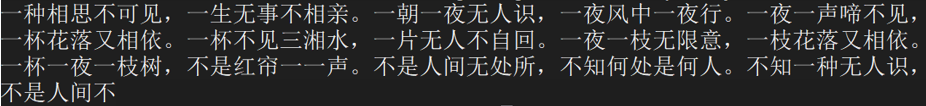 一种相思不可见，一生无事不相亲。一朝一夜无人识，一夜风中一夜行。一夜一声啼不见，
一杯花落又相依。一杯不见三湘水，一片无人不自回。一夜一枝无限意，一枝花落又相依。
一杯一夜一枝树，不是红帘一一声。不是人间无处所，不知何处是何人。不知一种无人识，
不是人间不